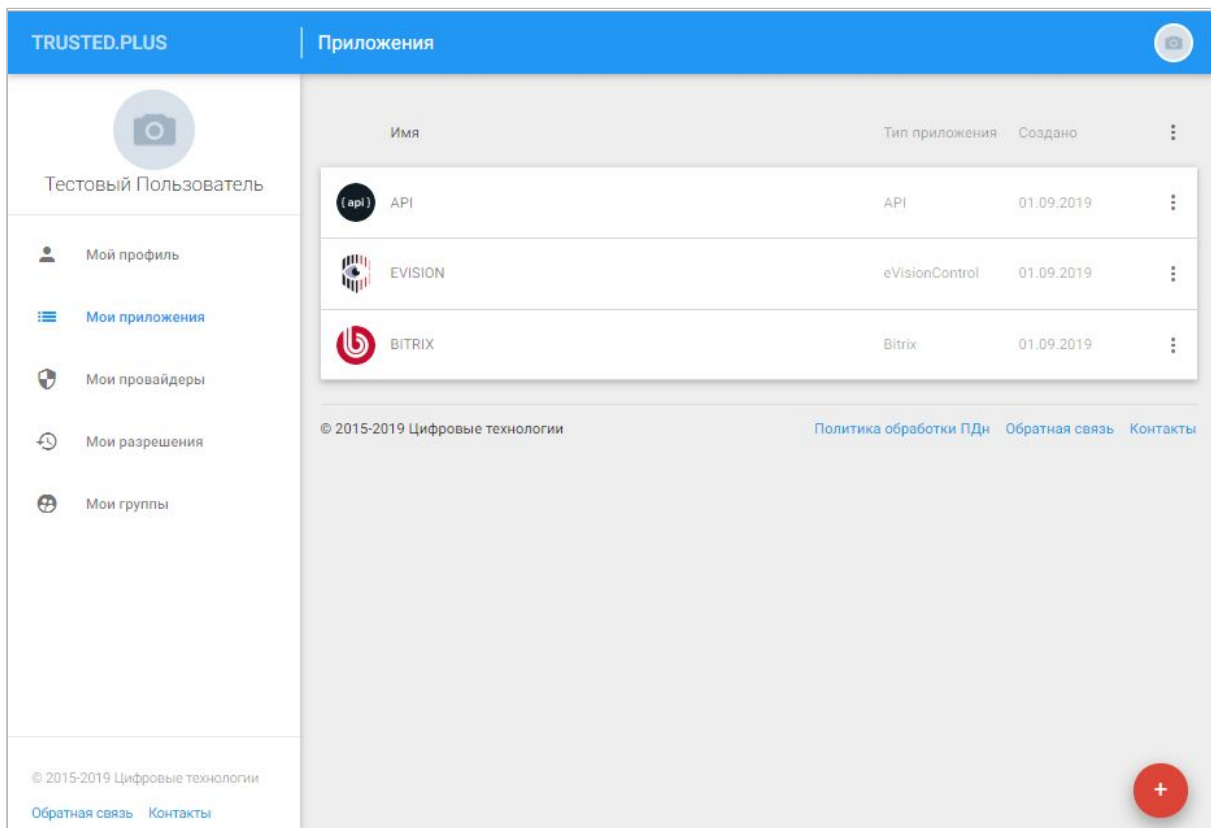 TRUSTED.PLUS
Приложения
Тестовый Пользователь
Мой профиль
Мои приложения
Мои провайдеры
Мои разрешения
Мои группы
© 2015-2019 Цифровые технологии
Обратная связь Контакты
Имя Тип приложения Создано
{api} API API 01.09.2019
EVISION eVisionControl 01.09.2019
b BITRIX Bitrix 01.09.2019
© 2015-2019 Цифровые технологии Политика обработки ПДн Обратная связь Контакты
+